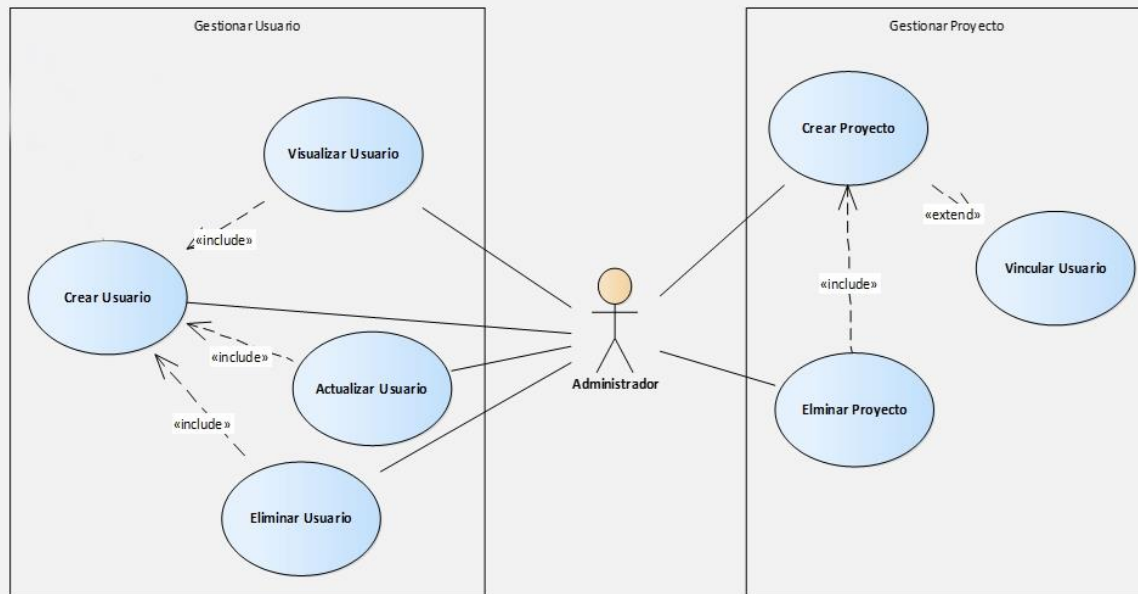 Gestionar Usuario
Visualizar Usuario
«include»
Crear Usuario
«include»
Actualizar Usuario
«include»
Eliminar Usuario
Administrador
Gestionar Proyecto
Crear Proyecto
«extend»
Vincular Usuario
«include»
Elminar Proyecto